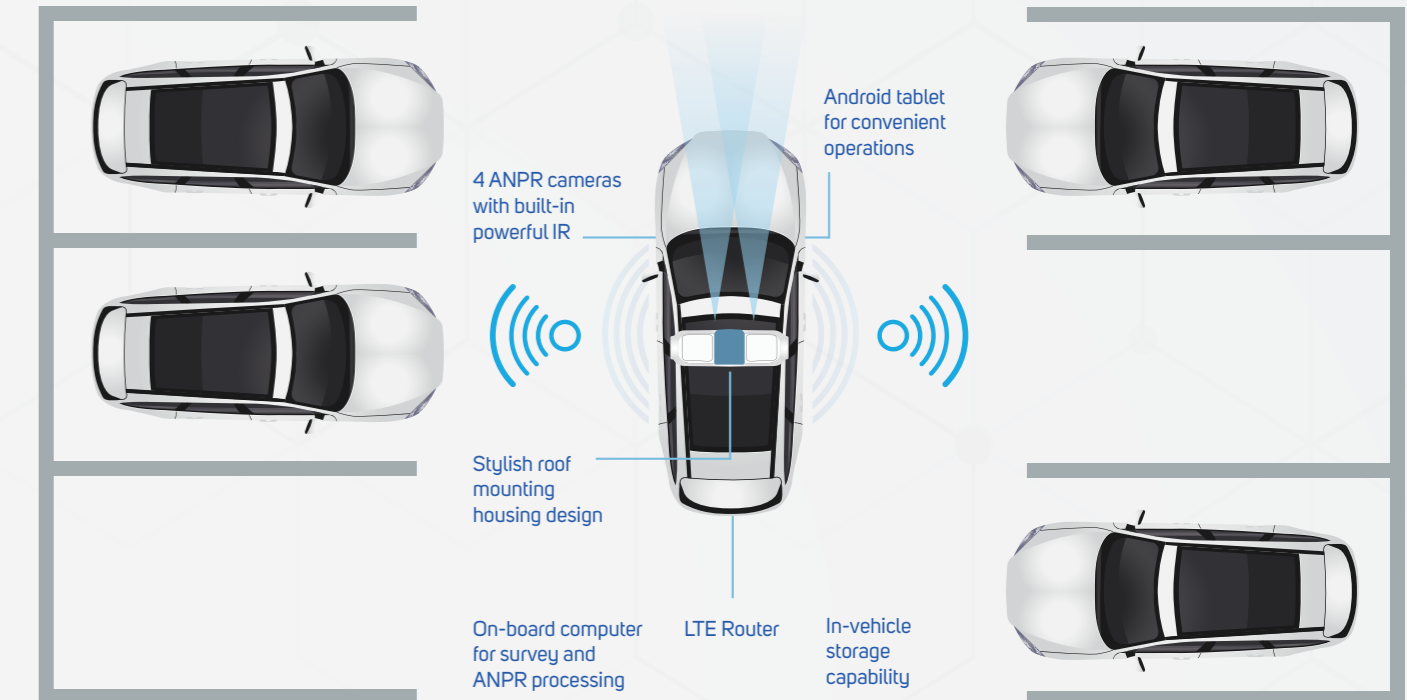 Android tablet
for convenient
operations
4 ANPR cameras
with built-in
powerful IR
Stylish roof
mounting
housing design
On-board computer
for survey and
ANPR processing
LTE Router
In-vehicle
storage
capability